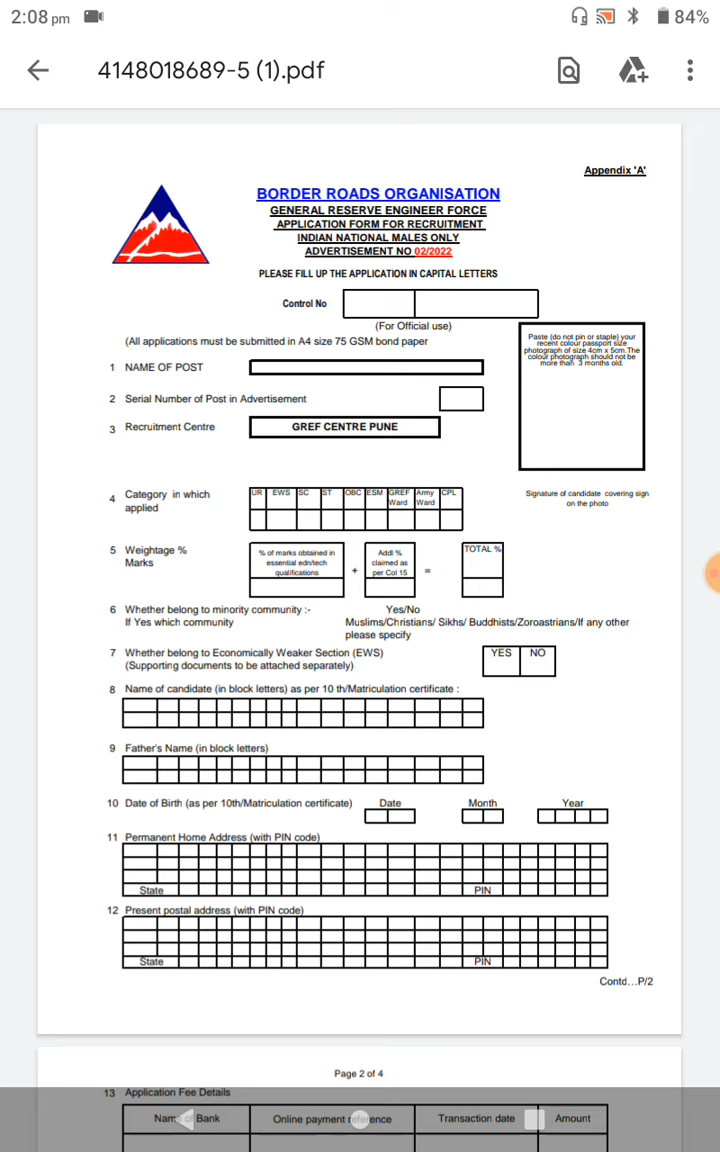 2:08 pm 84%
4148018689-5 (1).pdf
Appendix 'A'
BORDER ROADS ORGANISATION
GENERAL RESERVE ENGINEER FORCE
APPLICATION FORM FOR RECRUITMENT
INDIAN NATIONAL MALES ONLY
ADVERTISEMENT NO 02/2022
PLEASE FILL UP THE APPLICATION IN CAPITAL LETTERS
Control No
(For Official use)
(All applications must be submitted in A4 size 75 GSM bond paper
Paste (do not pin or staple) your
recent colour passport size
photograph of size 4cm x 5cm.The
colour photograph should not be
more than 3 months old.
1 NAME OF POST
2 Serial Number of Post in Advertisement
3 Recruitment Centre GREF CENTRE PUNE
Signature of candidate covering sign
on the photo
4 Category in which
applied
UR EWS SC ST OBC ESM GREF Ward Army Ward CPL
5 Weightage %
Marks
% of marks obtained in
essential edn/tech
qualifications
+
Addl %
claimed as
per Col 15
=
TOTAL %
6 Whether belong to minority community :- Yes/No
If Yes which community Muslims/Christians/ Sikhs/ Buddhists/Zoroastrians/If any other
please specify
7 Whether belong to Economically Weaker Section (EWS) YES NO
(Supporting documents to be attached separately)
8 Name of candidate (in block letters) as per 10 th/Matriculation certificate :
9 Father's Name (in block letters)
10 Date of Birth (as per 10th/Matriculation certificate) Date Month Year
11 Permanent Home Address (with PIN code)
State PIN
12 Present postal address (with PIN code)
State PIN
Contd...P/2
Page 2 of 4
13 Application Fee Details
Name of Bank Online payment reference Transaction date Amount